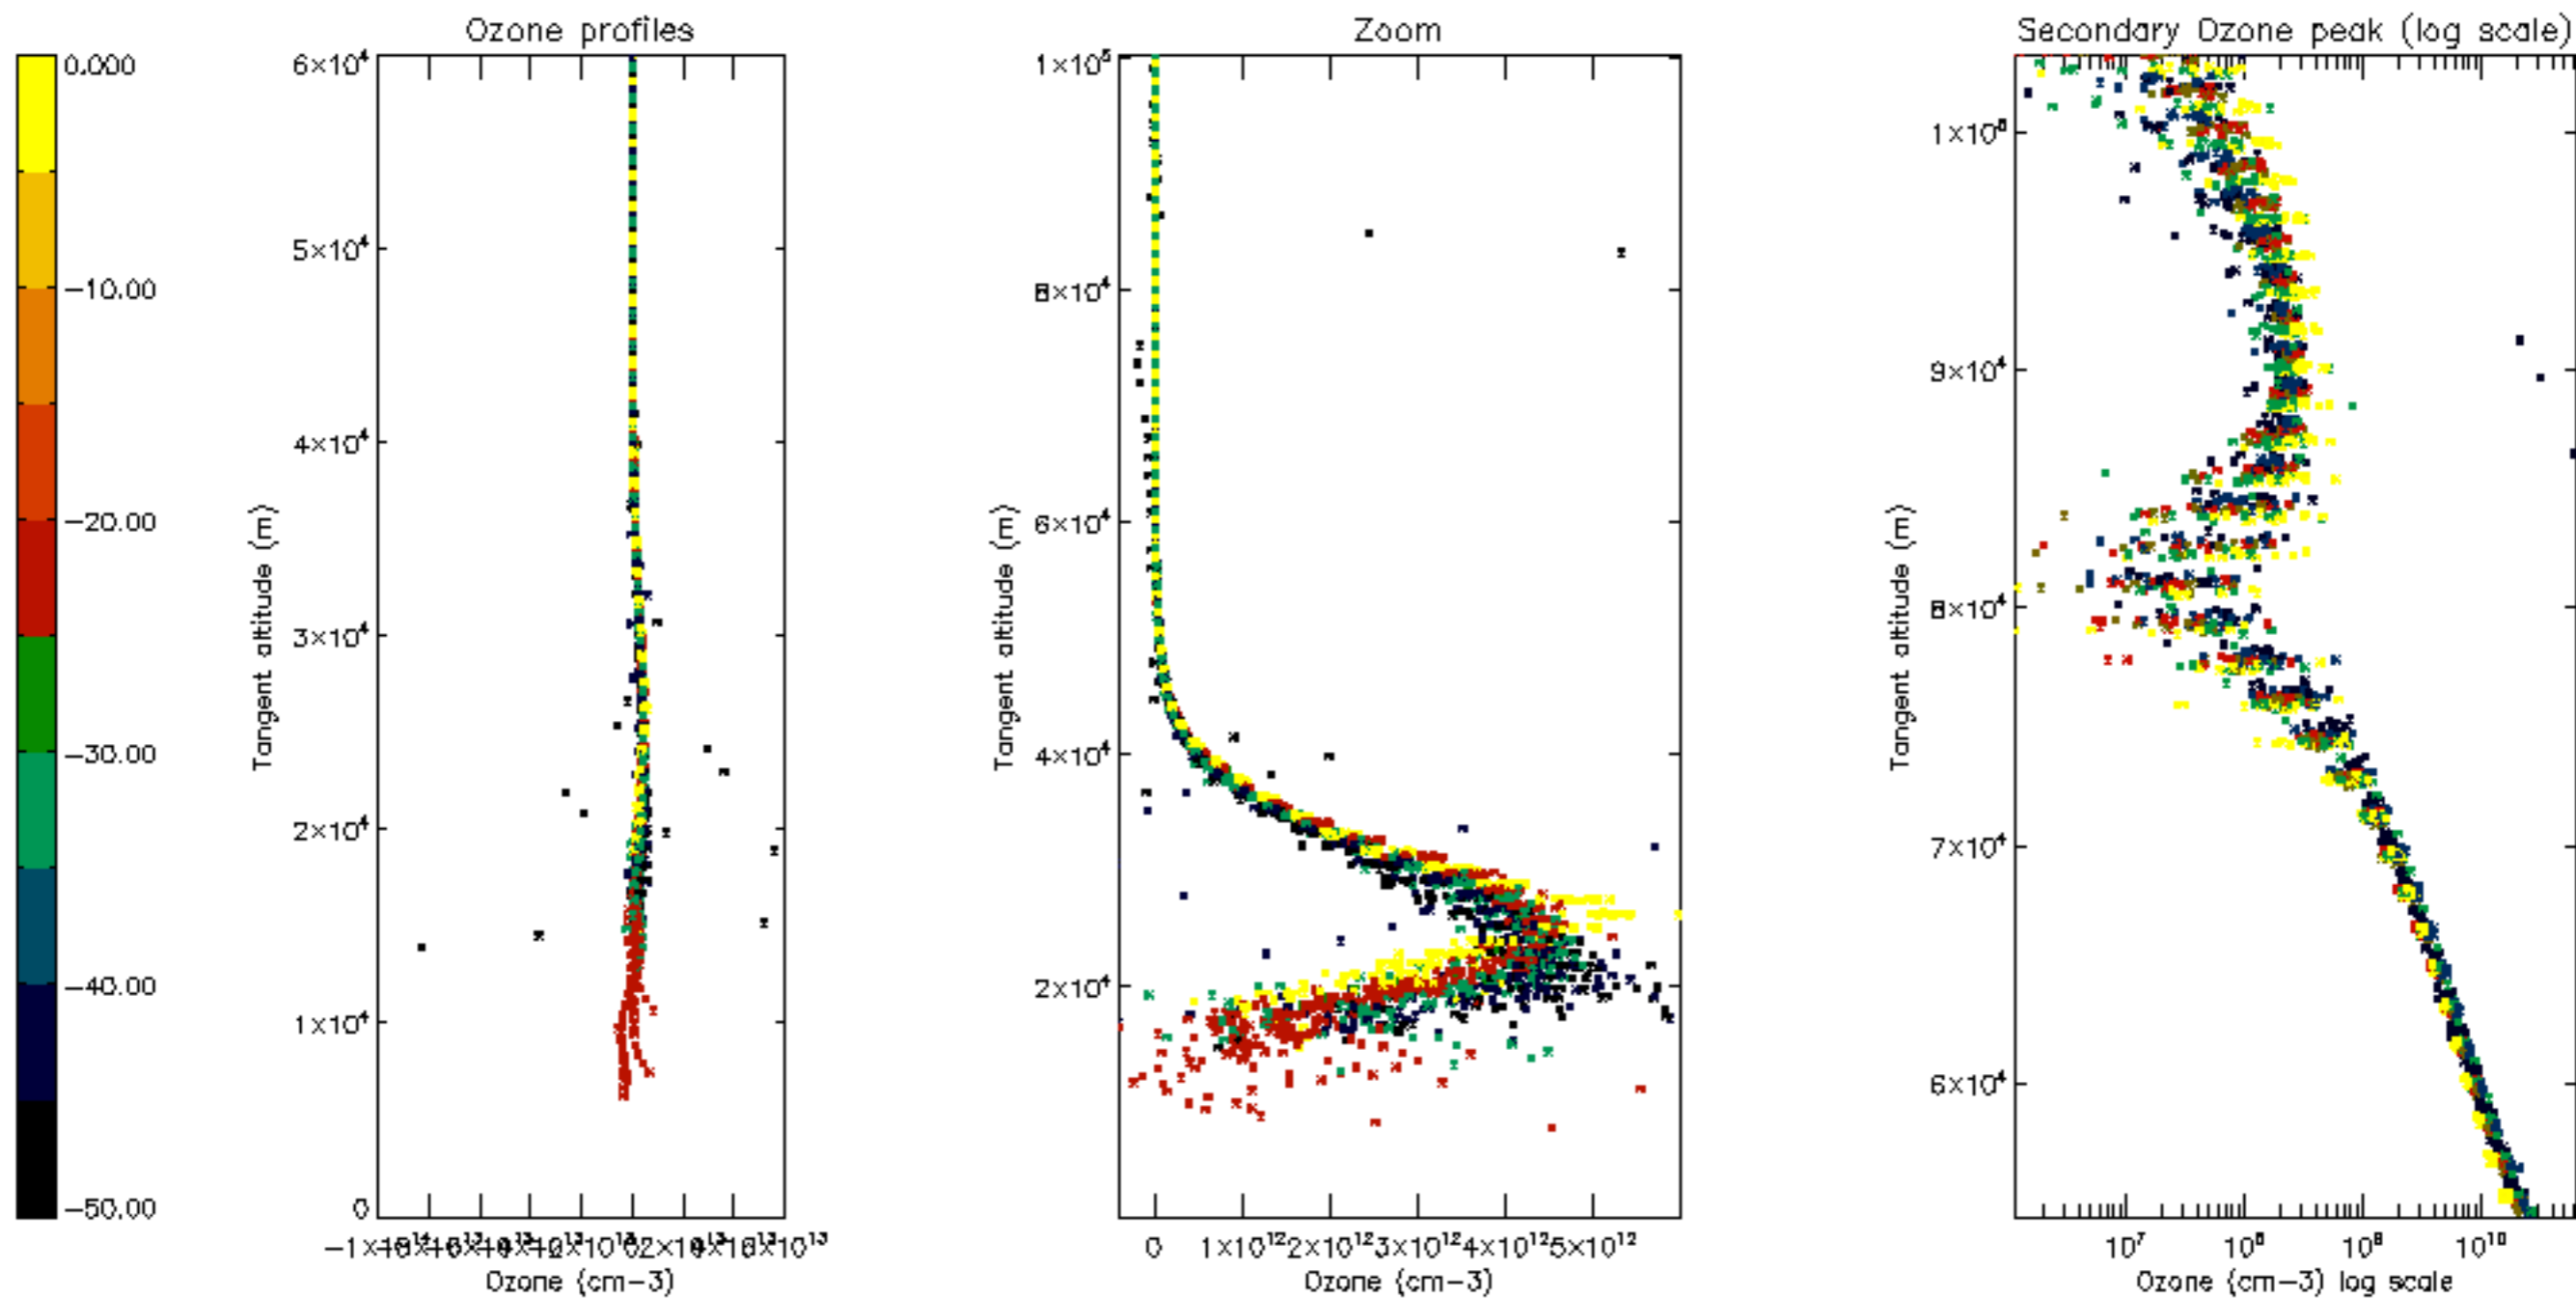 Ozone profiles
Zoom
Secondary Ozone peak (log scale)
0.000
-10.00
-20.00
-30.00
-40.00
-50.00
6×10⁴
5×10⁴
4×10⁴
3×10⁴
2×10⁴
1×10⁴
0
Tangent altitude (m)
Ozone (cm-3)
1×10⁵
8×10⁴
6×10⁴
4×10⁴
2×10⁴
Tangent altitude (m)
0 1×10¹² 2×10¹² 3×10¹² 4×10¹² 5×10¹²
Ozone (cm-3)
9×10⁴
8×10⁴
7×10⁴
6×10⁴
Tangent altitude (m)
10⁷ 10⁸ 10⁹ 10¹⁰
Ozone (cm-3) log scale